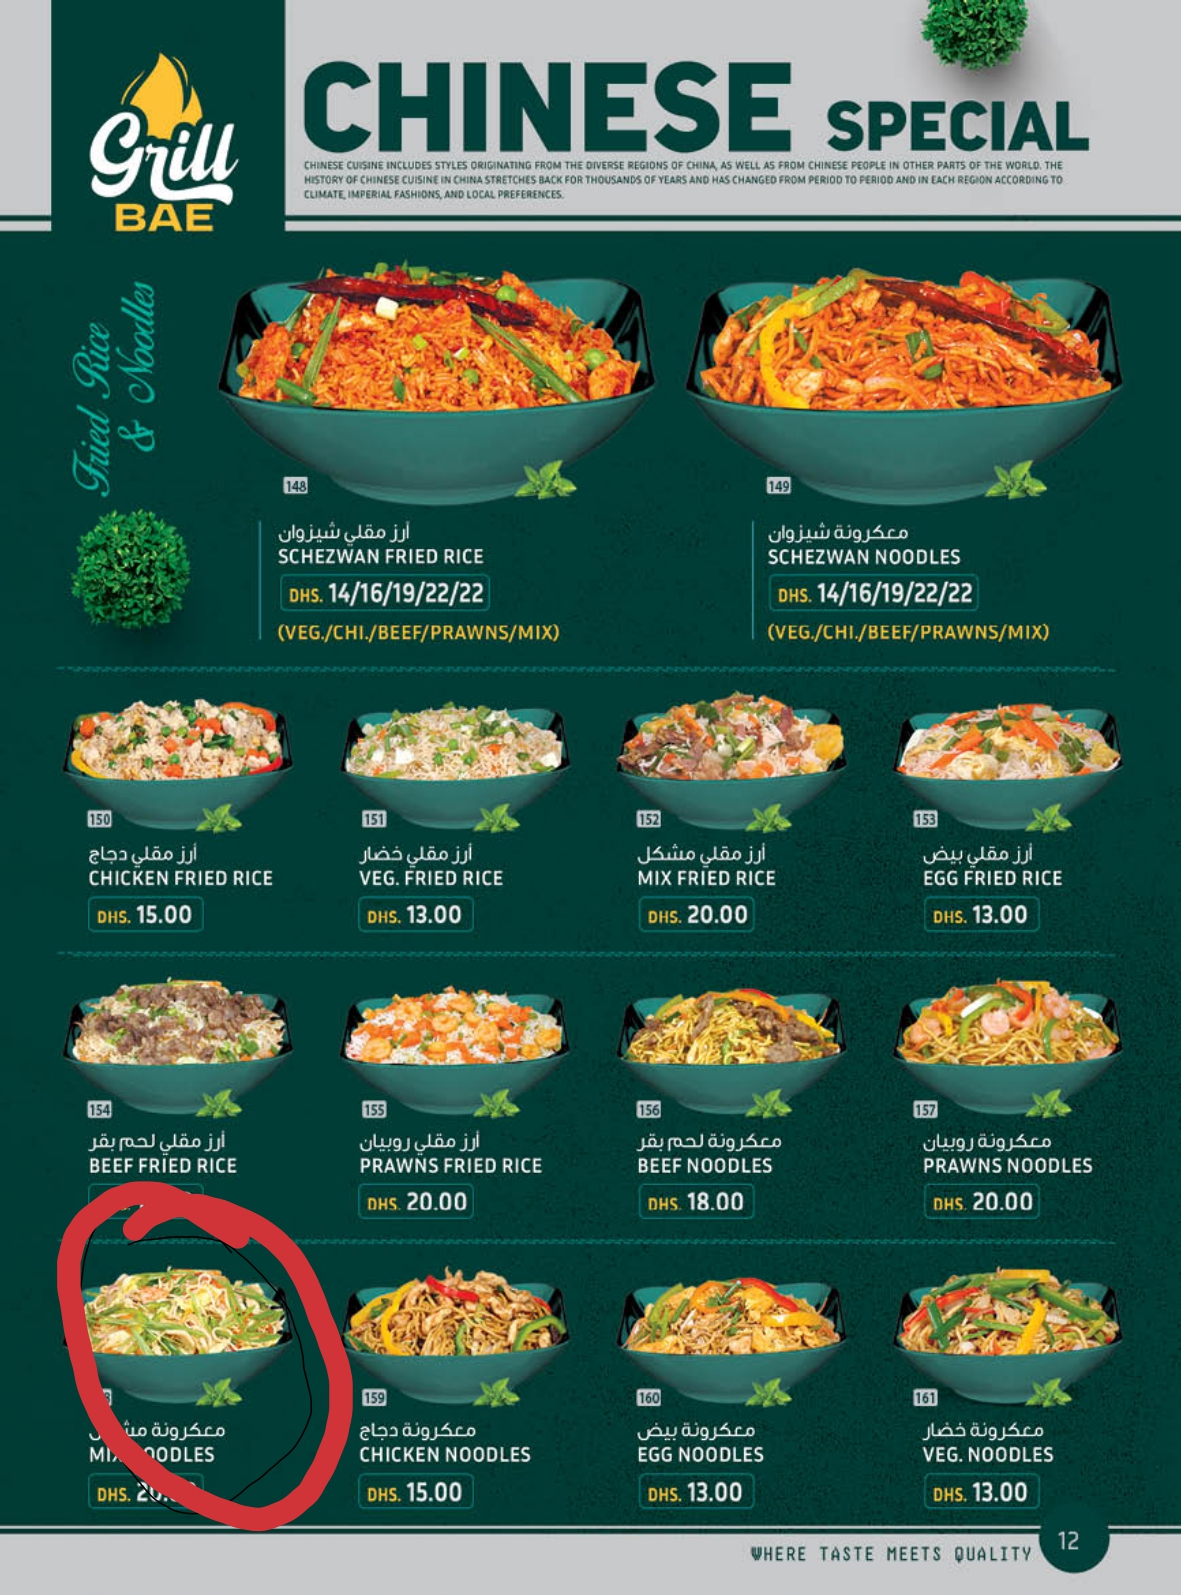 Grill
BAE
CHINESE SPECIAL
CHINESE CUISINE INCLUDES STYLES ORIGINATING FROM THE DIVERSE REGIONS OF CHINA, AS WELL AS FROM CHINESE PEOPLE IN OTHER PARTS OF THE WORLD. THE
HISTORY OF CHINESE CUISINE IN CHINA STRETCHES BACK FOR THOUSANDS OF YEARS AND HAS CHANGED FROM PERIOD TO PERIOD AND IN EACH REGION ACCORDING TO
CLIMATE, IMPERIAL FASHIONS, AND LOCAL PREFERENCES.
Fried Rice
& Noodles
148
أرز مقلي شيزوان
SCHEZWAN FRIED RICE
DHS. 14/16/19/22/22
(VEG./CHI./BEEF/PRAWNS/MIX)
149
معكرونة شيزوان
SCHEZWAN NOODLES
DHS. 14/16/19/22/22
(VEG./CHI./BEEF/PRAWNS/MIX)
150
أرز مقلي دجاج
CHICKEN FRIED RICE
DHS. 15.00
151
أرز مقلي خضار
VEG. FRIED RICE
DHS. 13.00
152
أرز مقلي مشكل
MIX FRIED RICE
DHS. 20.00
153
أرز مقلي بيض
EGG FRIED RICE
DHS. 13.00
154
أرز مقلي لحم بقر
BEEF FRIED RICE
155
أرز مقلي روبيان
PRAWNS FRIED RICE
DHS. 20.00
156
معكرونة لحم بقر
BEEF NOODLES
DHS. 18.00
157
معكرونة روبيان
PRAWNS NOODLES
DHS. 20.00
معكرونة
NOODLES
DHS.
159
معكرونة دجاج
CHICKEN NOODLES
DHS. 15.00
160
معكرونة بيض
EGG NOODLES
DHS. 13.00
161
معكرونة خضار
VEG. NOODLES
DHS. 13.00
WHERE TASTE MEETS QUALITY
12